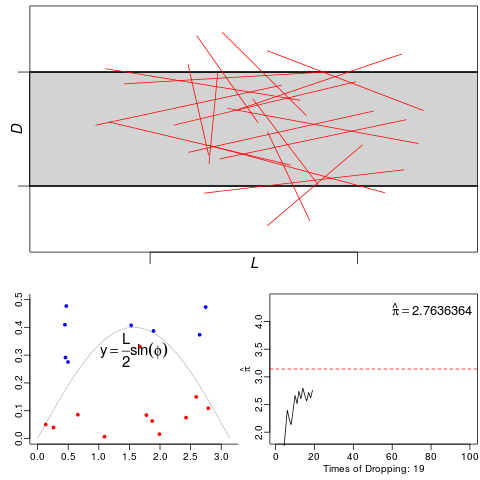 D
L
0.0 0.1 0.2 0.3 0.4 0.5
y = L/2 sin(ϕ)
0.0 0.5 1.0 1.5 2.0 2.5 3.0
π̂ = 2.7636364
π̂
2.0 2.5 3.0 3.5 4.0
0 20 40 60 80 100
Times of Dropping: 19